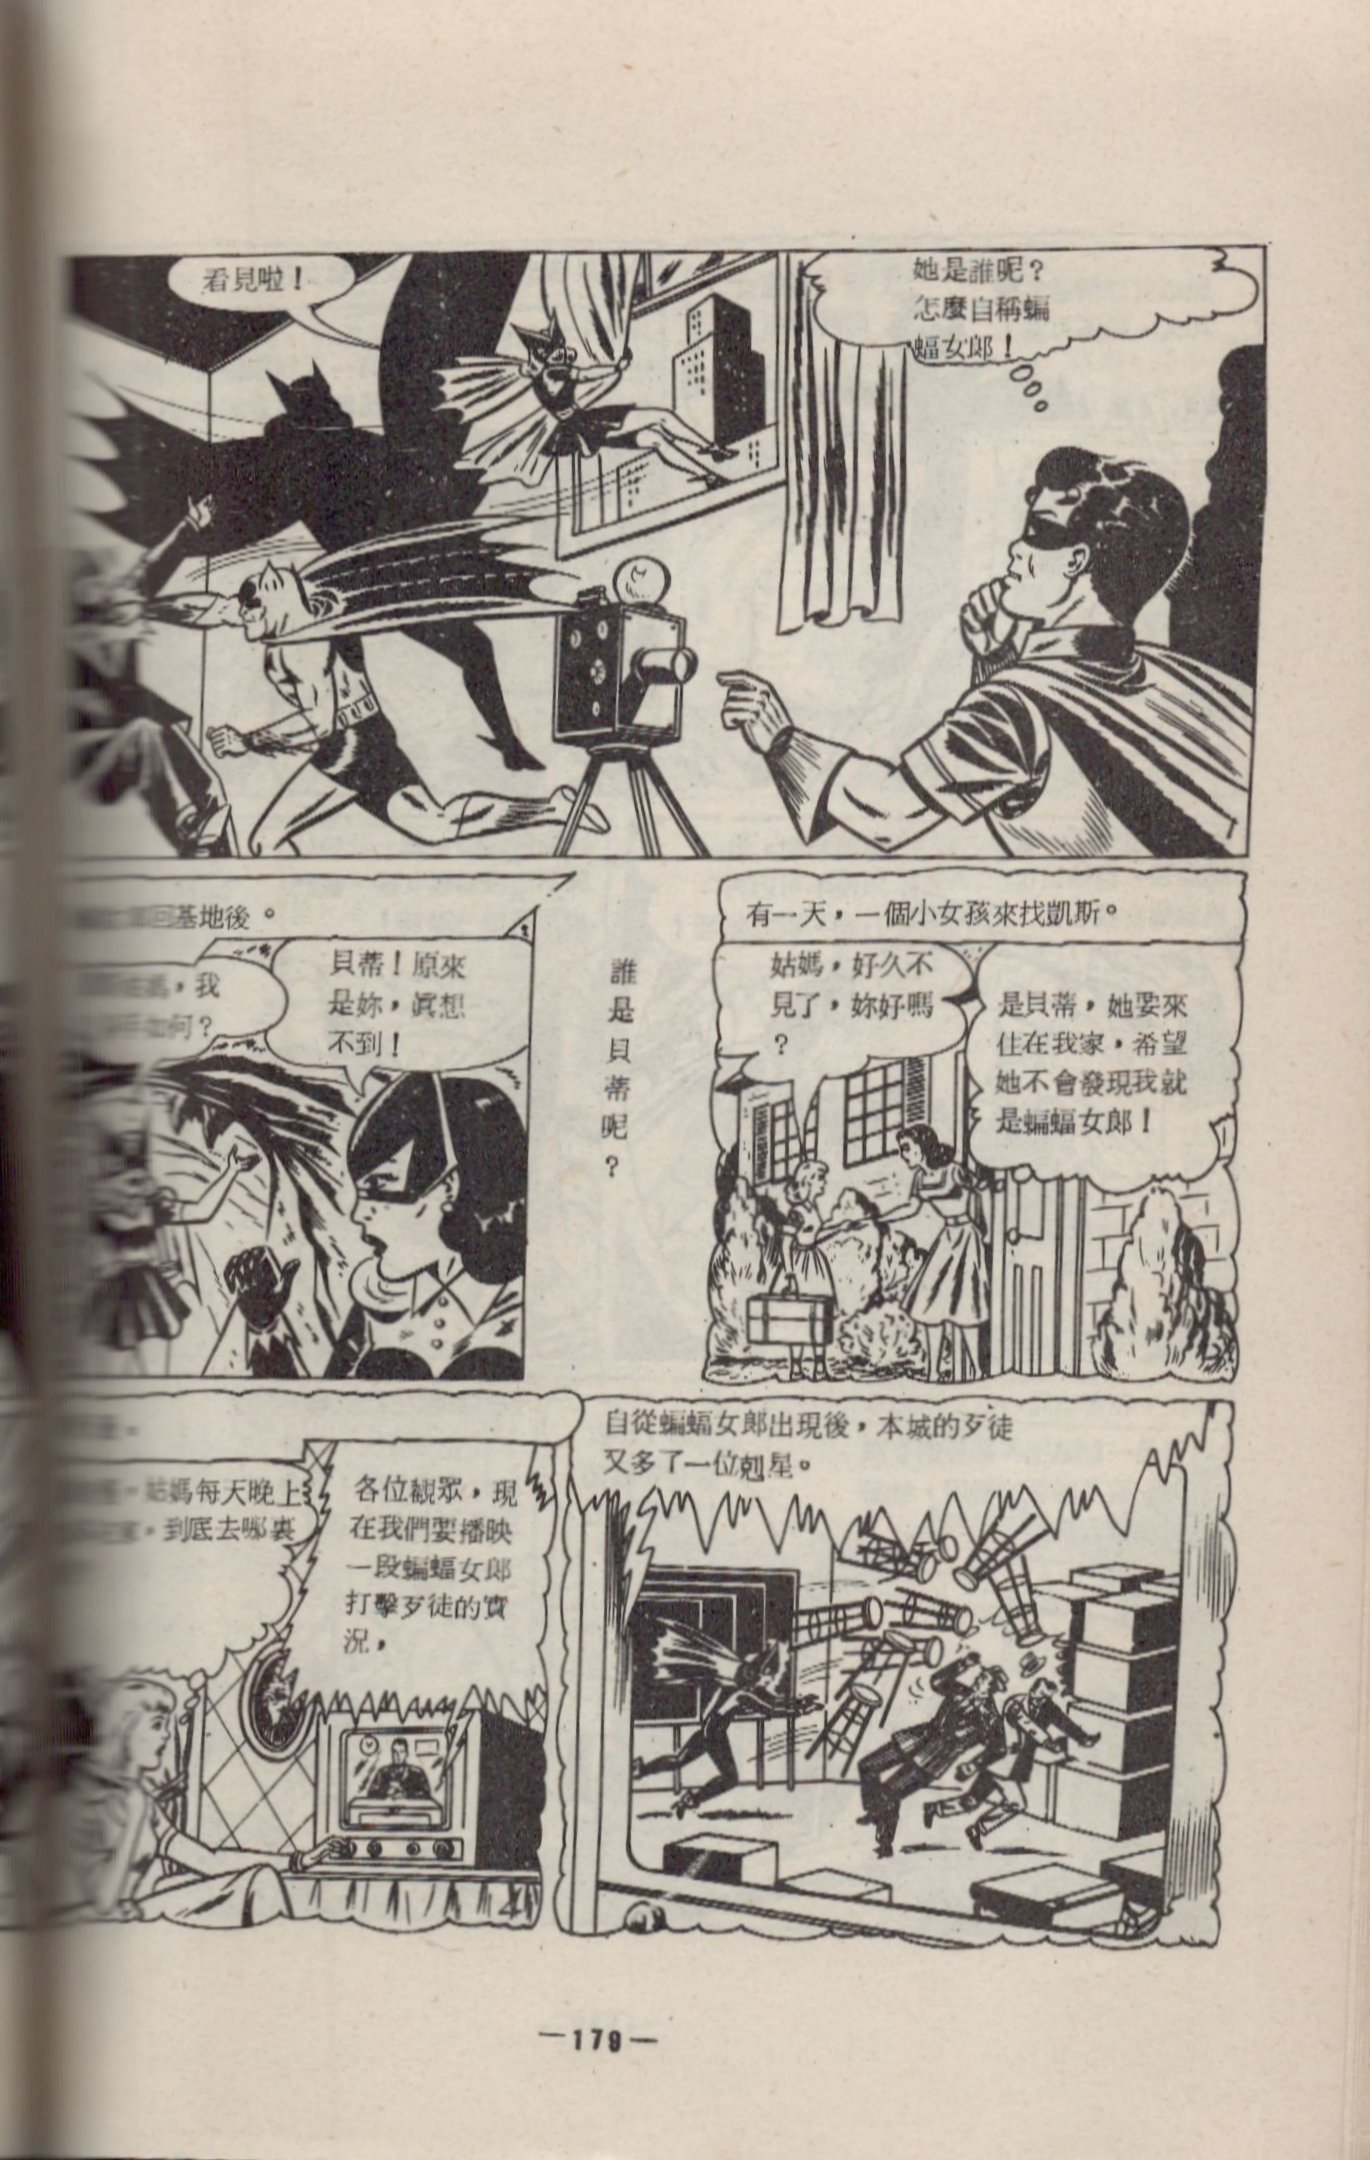 看見啦！
她是誰呢？
怎麼自稱蝙
蝠女郎！
回基地後。
，我
如何？
貝蒂！原來
是妳，眞想
不到！
誰是貝蒂呢？
有一天，一個小女孩來找凱斯。
姑媽，好久不
見了，妳好嗎
？
是貝蒂，她要來
住在我家，希望
她不會發現我就
是蝙蝠女郎！
姑媽每天晚上
，到底去哪裏
各位觀眾，現
在我們要播映
一段蝙蝠女郎
打擊歹徒的實
況，
自從蝙蝠女郎出現後，本城的歹徒
又多了一位剋星。
—179—